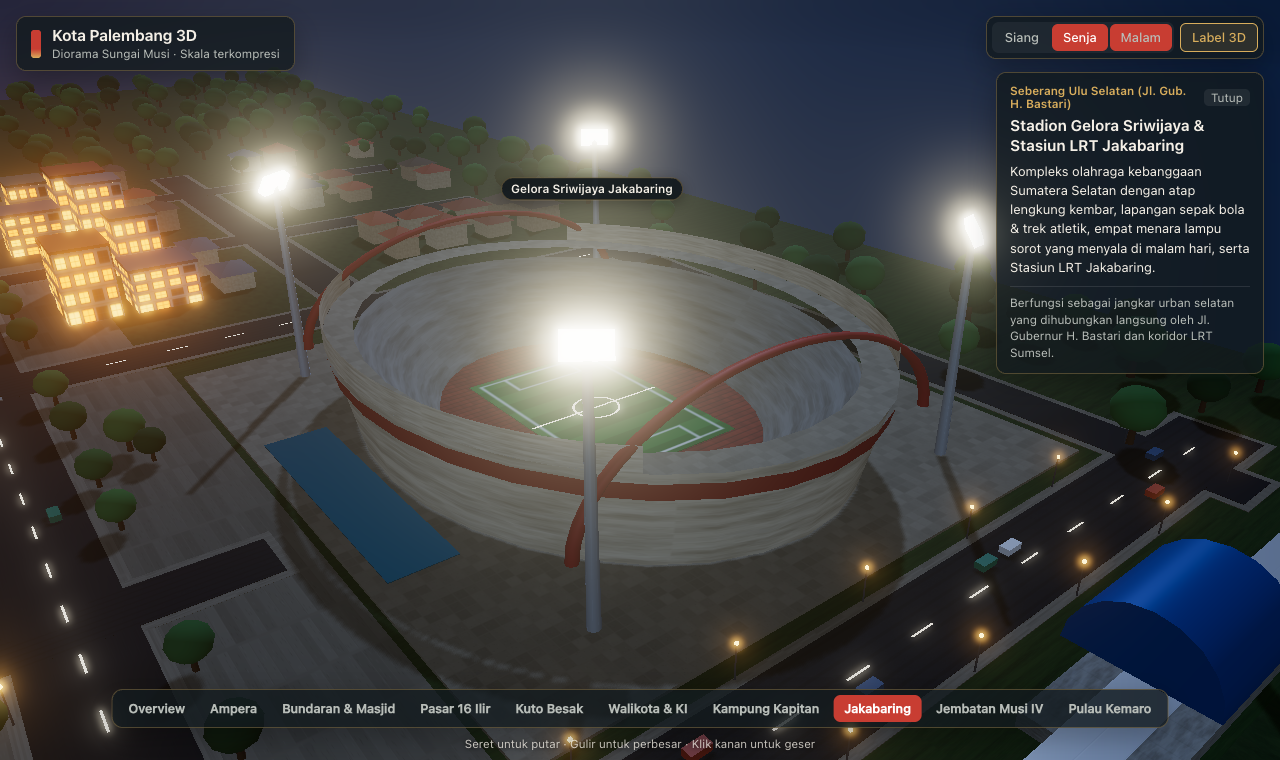 Kota Palembang 3D
Diorama Sungai Musi · Skala terkompresi
Siang
Senja
Malam
Label 3D
Seberang Ulu Selatan (Jl. Gub.
H. Bastari)
Tutup
Stadion Gelora Sriwijaya &
Stasiun LRT Jakabaring
Kompleks olahraga kebanggaan
Sumatera Selatan dengan atap
lengkung kembar, lapangan sepak bola
& trek atletik, empat menara lampu
sorot yang menyala di malam hari, serta
Stasiun LRT Jakabaring.
Berfungsi sebagai jangkar urban selatan
yang dihubungkan langsung oleh Jl.
Gubernur H. Bastari dan koridor LRT
Sumsel.
Gelora Sriwijaya Jakabaring
Overview
Ampera
Bundaran & Masjid
Pasar 16 Ilir
Kuto Besak
Walikota & KI
Kampung Kapitan
Jakabaring
Jembatan Musi IV
Pulau Kemaro
Seret untuk putar · Gulir untuk perbesar · Klik kanan untuk geser